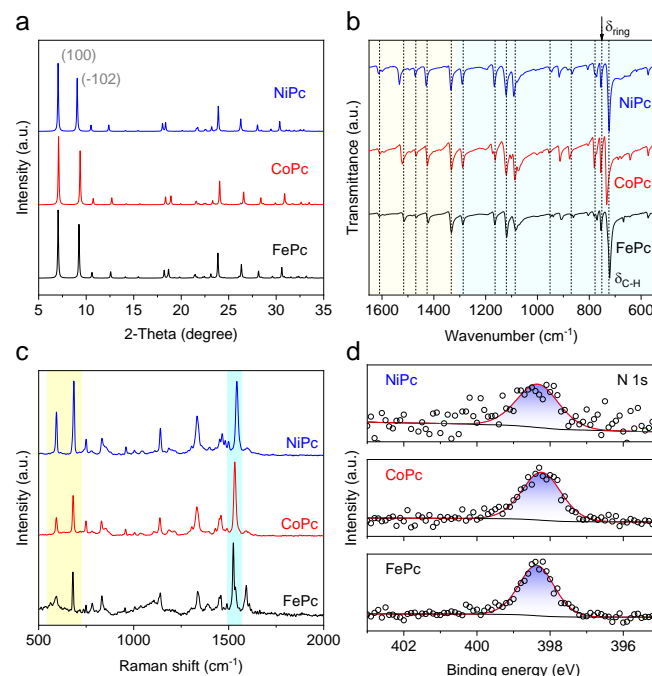 a
(100)
(-102)
NiPc
CoPc
FePc
Intensity (a.u.)
5 10 15 20 25 30 35
2-Theta (degree)
b
δring
NiPc
CoPc
FePc
δC-H
Transmittance (a.u.)
1600 1400 1200 1000 800 600
Wavenumber (cm-1)
c
NiPc
CoPc
FePc
Intensity (a.u.)
500 1000 1500 2000
Raman shift (cm-1)
d
NiPc N 1s
CoPc
FePc
Intensity (a.u.)
402 400 398 396
Binding energy (eV)